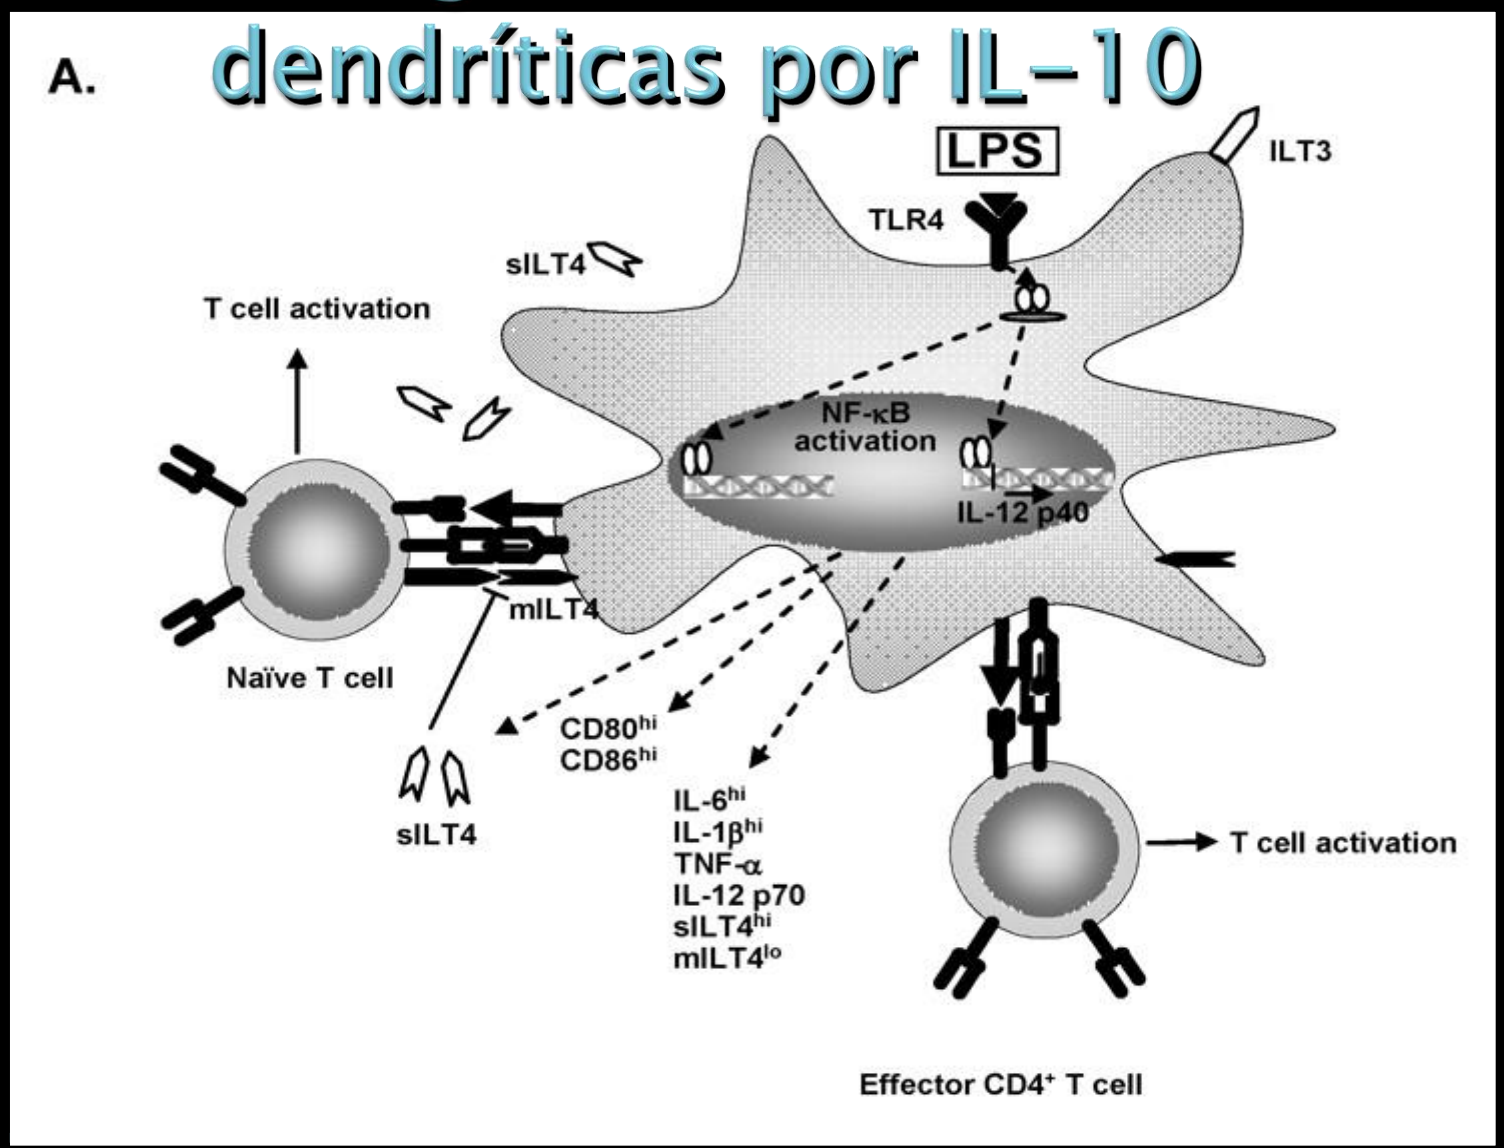 dendríticas por IL-10
A.
LPS
ILT3
TLR4
sILT4
T cell activation
NF-κB
activation
IL-12 p40
mILT4
Naïve T cell
CD80hi
CD86hi
IL-6hi
IL-1βhi
TNF-α
IL-12 p70
sILT4hi
mILT4lo
sILT4
T cell activation
Effector CD4+ T cell